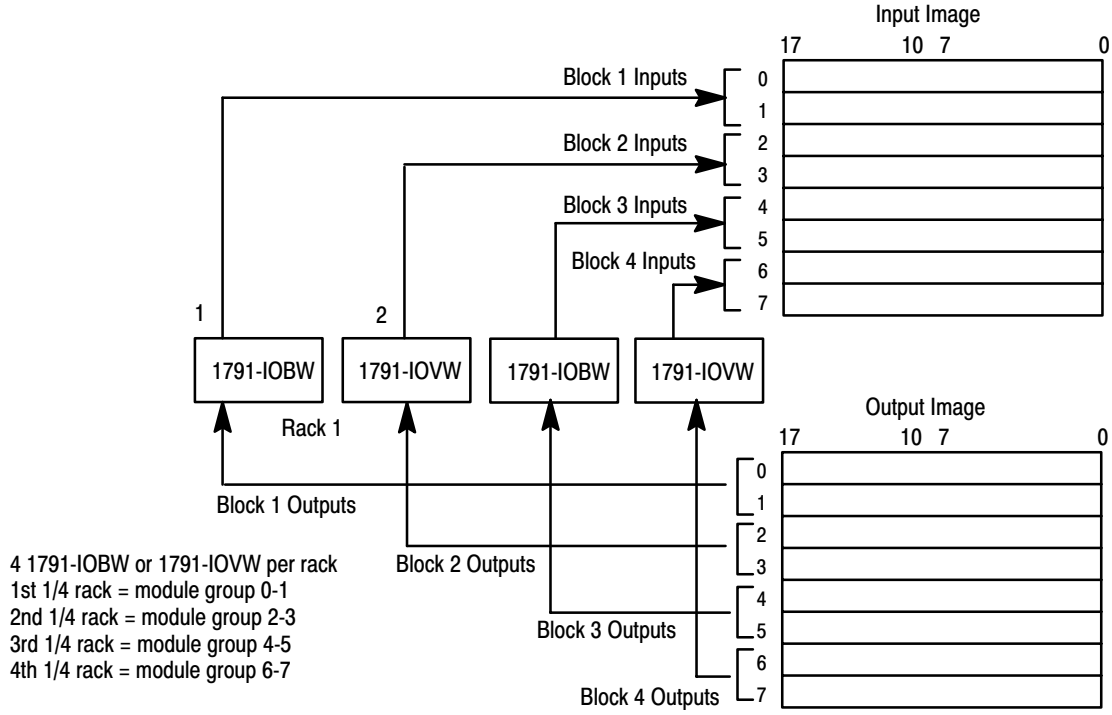 Input Image
17 10 7 0
Block 1 Inputs
0
1
Block 2 Inputs
2
3
Block 3 Inputs
4
5
Block 4 Inputs
6
7
1 2
1791-IOBW 1791-IOVW 1791-IOBW 1791-IOVW
Rack 1
Output Image
17 10 7 0
0
1
Block 1 Outputs
2
3
Block 2 Outputs
4
5
Block 3 Outputs
6
7
Block 4 Outputs
4 1791-IOBW or 1791-IOVW per rack
1st 1/4 rack = module group 0-1
2nd 1/4 rack = module group 2-3
3rd 1/4 rack = module group 4-5
4th 1/4 rack = module group 6-7